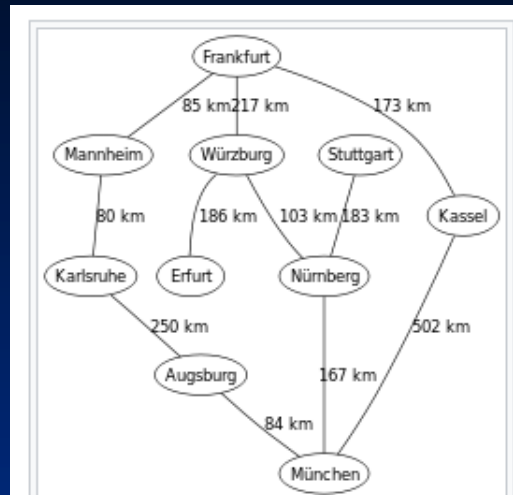 Frankfurt
85 km 217 km 173 km
Mannheim Würzburg Stuttgart
80 km 186 km 103 km 183 km Kassel
Karlsruhe Erfurt Nürnberg
250 km 502 km
Augsburg 167 km
84 km
München